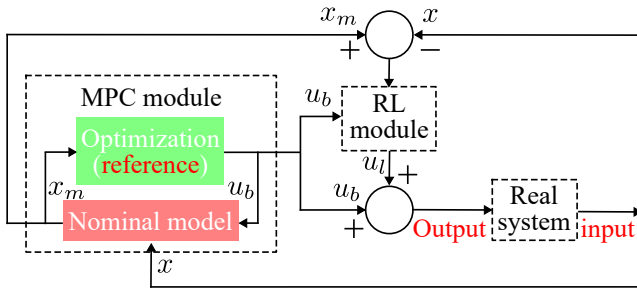 x_m
x
+
−
MPC module
u_b
RL
module
Optimization
(reference)
x_m
u_b
u_l
+
Nominal model
u_b
+
Output
Real
system
input
x